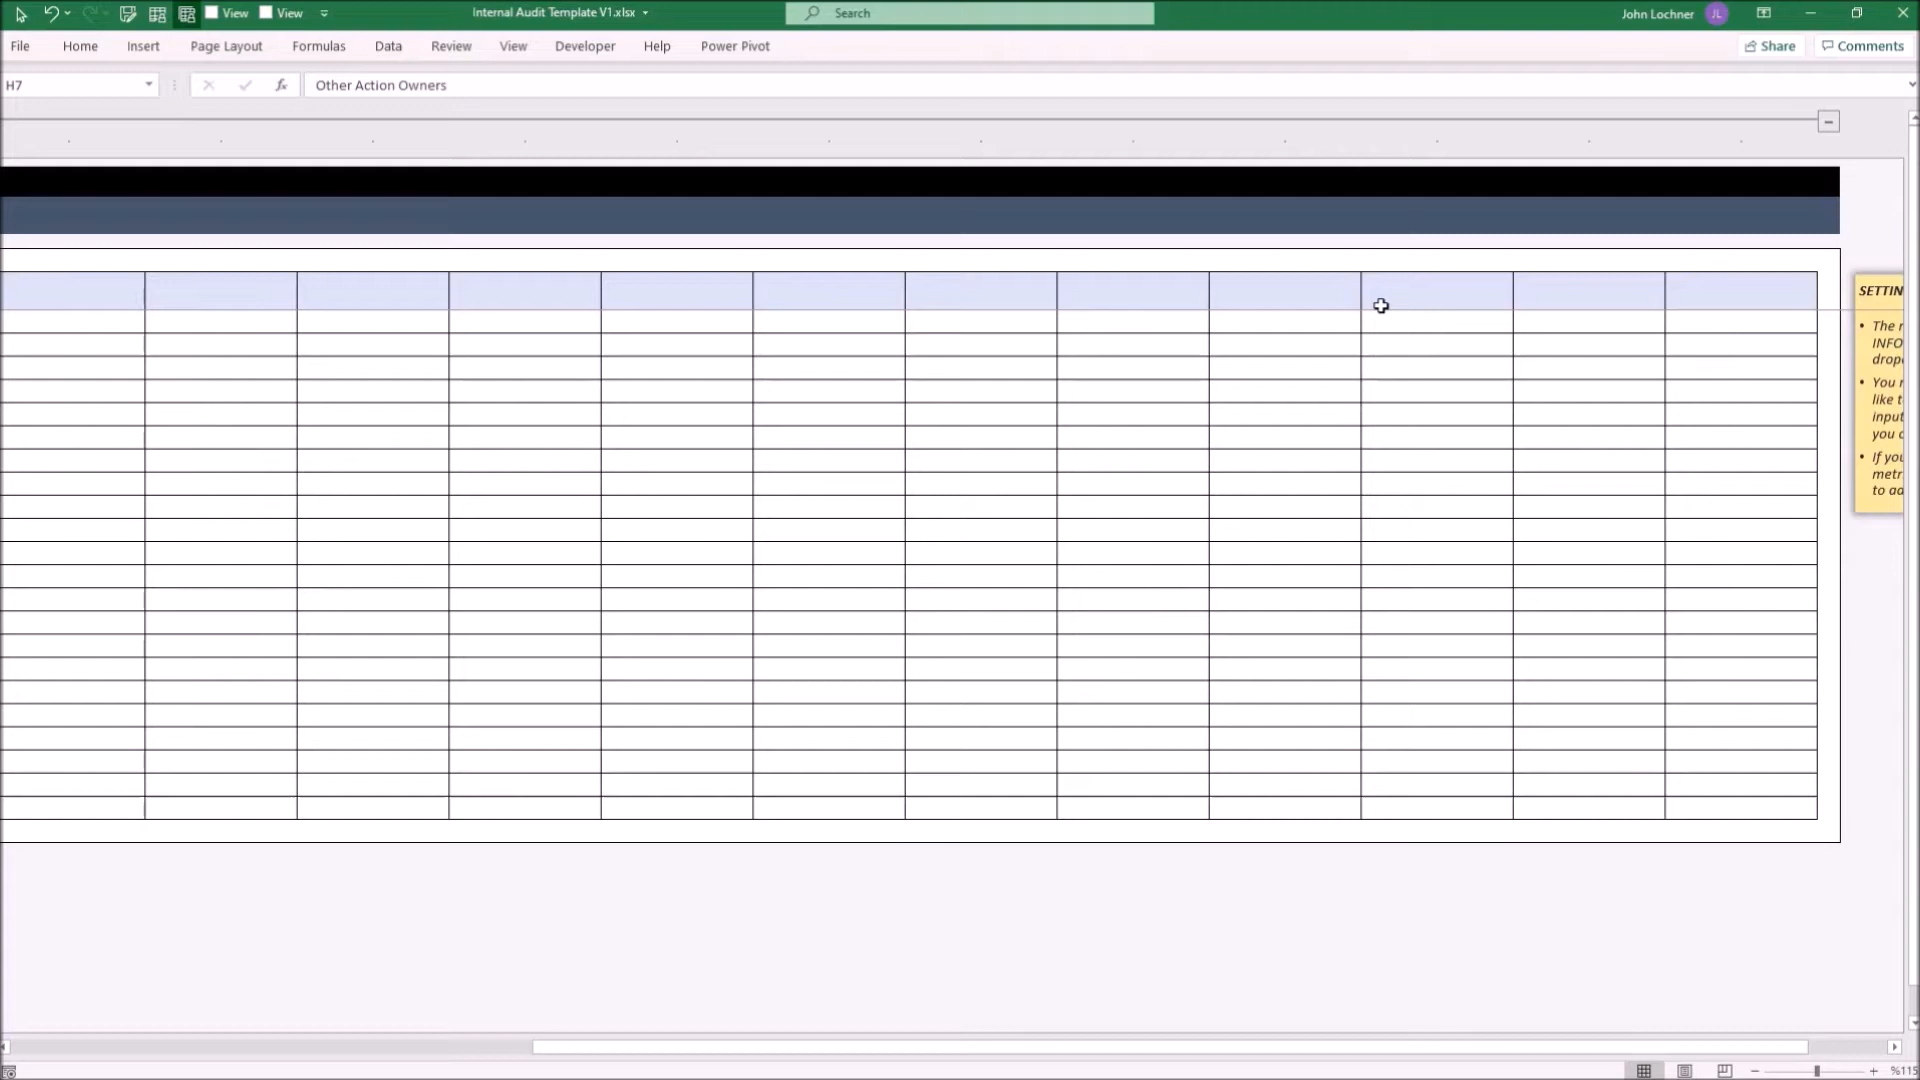 View
View
Internal Audit Template V1.xlsx
Search
John Lochner
JL
File
Home
Insert
Page Layout
Formulas
Data
Review
View
Developer
Help
Power Pivot
Share
Comments
H7
fx
Other Action Owners
SETTIN
The
INFO
drop
You
like t
input
you
If you
metr
to ad
%115